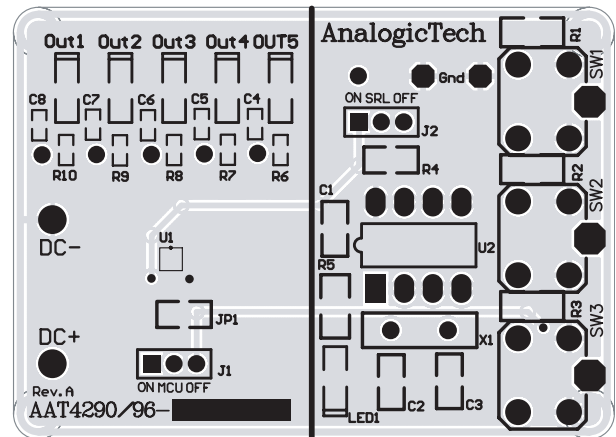 Out1 Out2 Out3 Out4 OUT5
AnalogicTech
R1
SW1
Gnd
ON SRL OFF
J2
C8 C7 C6 C5 C4
R10 R9 R8 R7 R6
R4
R2
C1
SW2
DC-
U1
U2
R5
R3
SW3
JP1
X1
DC+
J1
ON MCU OFF
Rev.A
AAT4290/96-
LED1
C2
C3